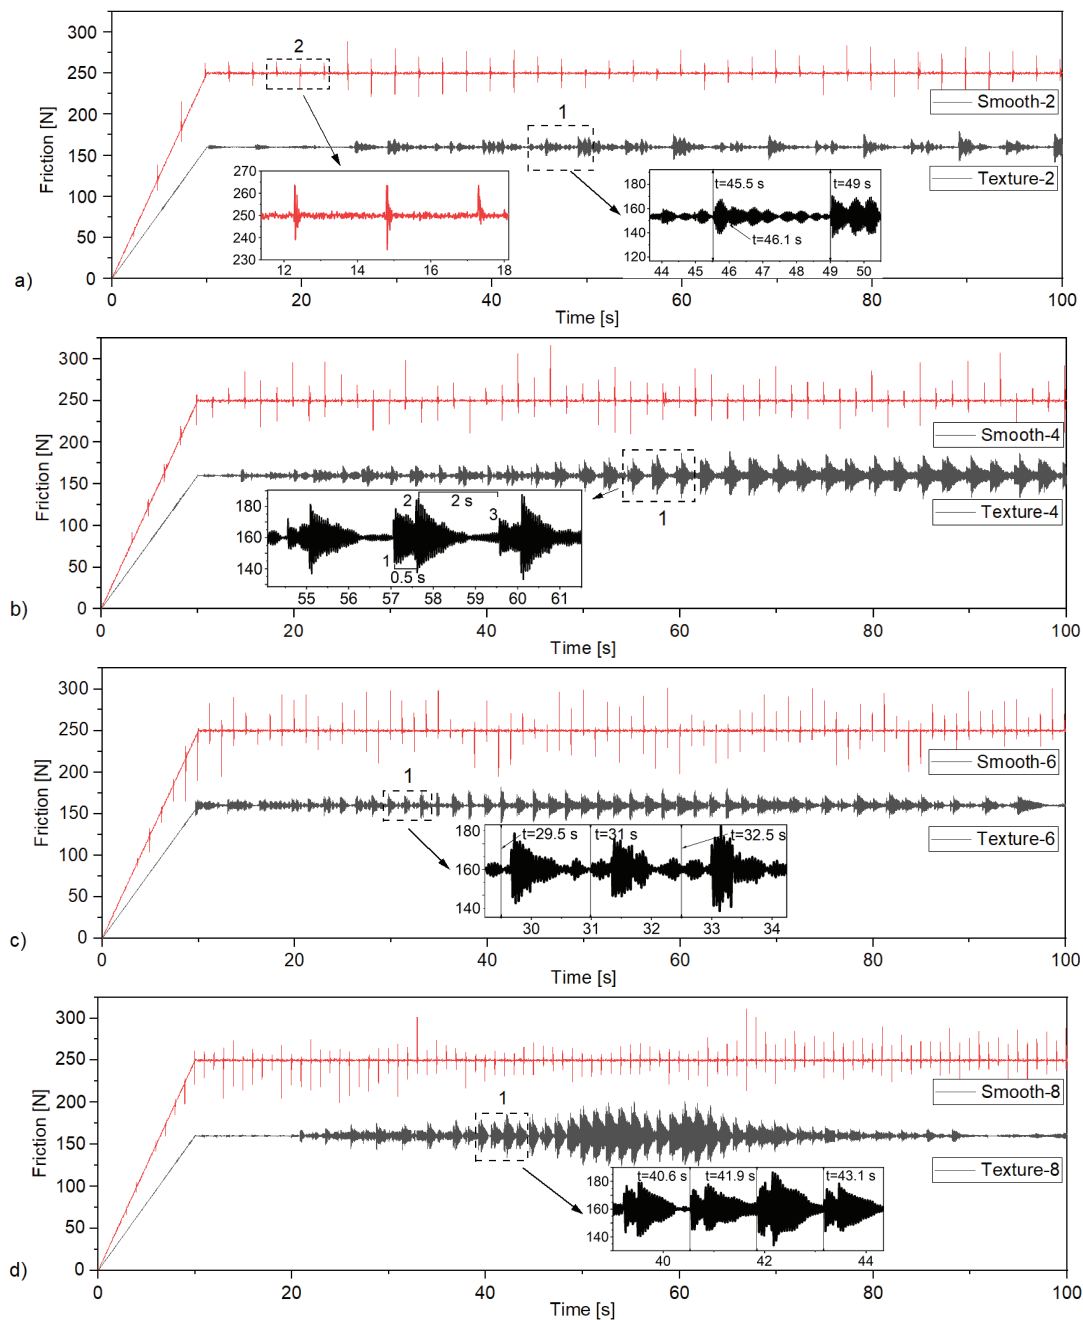 300
250
200
150
100
50
0
Friction [N]
2
1
Smooth-2
Texture-2
270
260
250
240
230
12
14
16
18
180
160
140
120
t=45.5 s
t=49 s
t=46.1 s
44 45 46 47 48 49 50
a)
0 20 40 60 80 100
Time [s]
300
250
200
150
100
50
0
Friction [N]
Smooth-4
Texture-4
1
180
160
140
2
2 s
3
1
0.5 s
55 56 57 58 59 60 61
b)
0 20 40 60 80 100
Time [s]
300
250
200
150
100
50
0
Friction [N]
1
Smooth-6
Texture-6
180
160
140
t=29.5 s
t=31 s
t=32.5 s
30 31 32 33 34
c)
0 20 40 60 80 100
Time [s]
300
250
200
150
100
50
0
Friction [N]
1
Smooth-8
Texture-8
180
160
140
t=40.6 s
t=41.9 s
t=43.1 s
40 42 44
d)
0 20 40 60 80 100
Time [s]